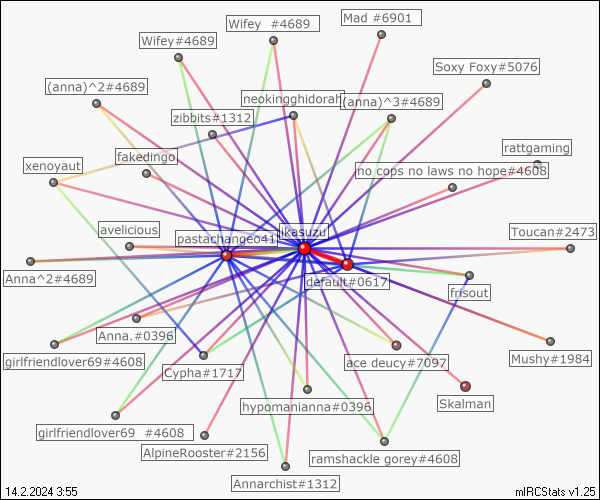 Mad #6901
Wifey  #4689
Wifey#4689
Soxy Foxy#5076
(anna)^2#4689
neokingghidorah
(anna)^3#4689
zibbits#1312
rattgaming
fakedingo
xenoyaut
no cops no laws no hope#4608
avelicious
ikasuzu
Toucan#2473
pastachangeo41
Anna^2#4689
default#0617
frisout
Anna.#0396
girlfriendlover69#4608
Cypha#1717
ace deucy#7097
Mushy#1984
Skalman
hypomanianna#0396
girlfriendlover69  #4608
AlpineRooster#2156
ramshackle gorey#4608
Annarchist#1312
14.2.2024 3:55
mIRCStats v1.25